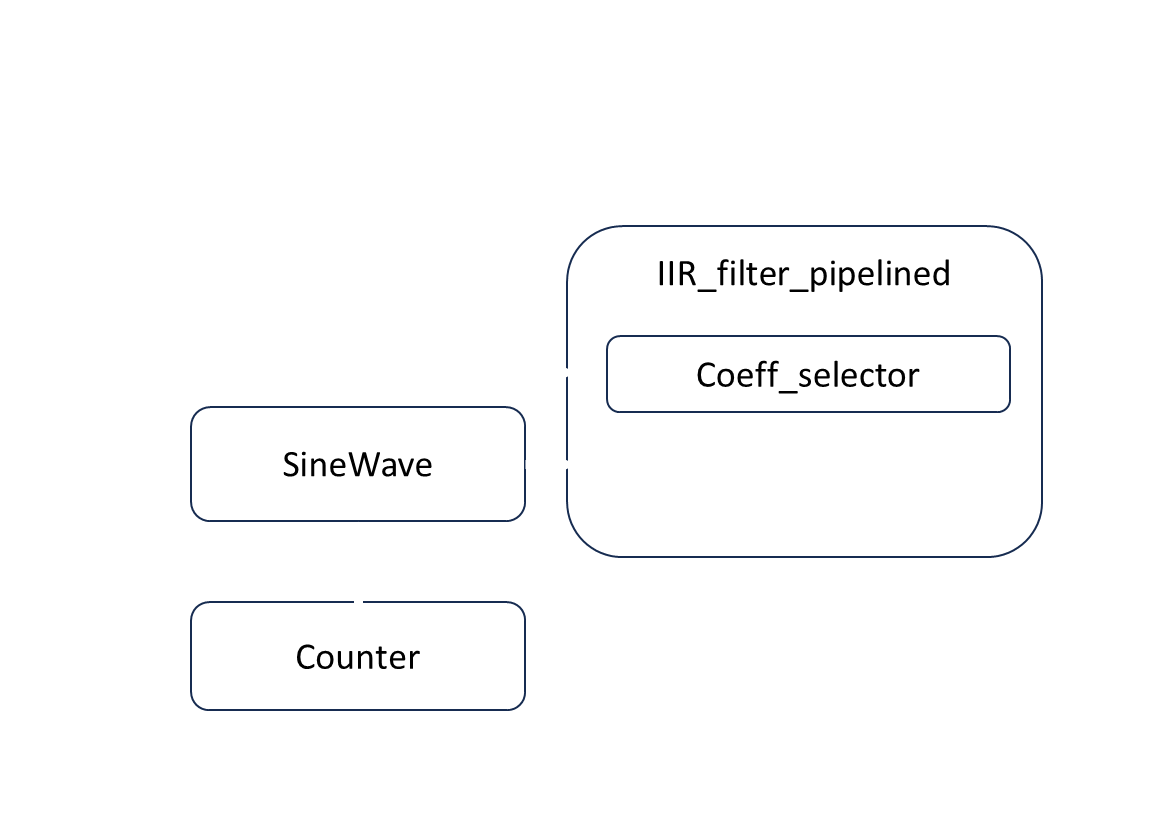 IIR_filter_pipelined
Coeff_selector
SineWave
Counter